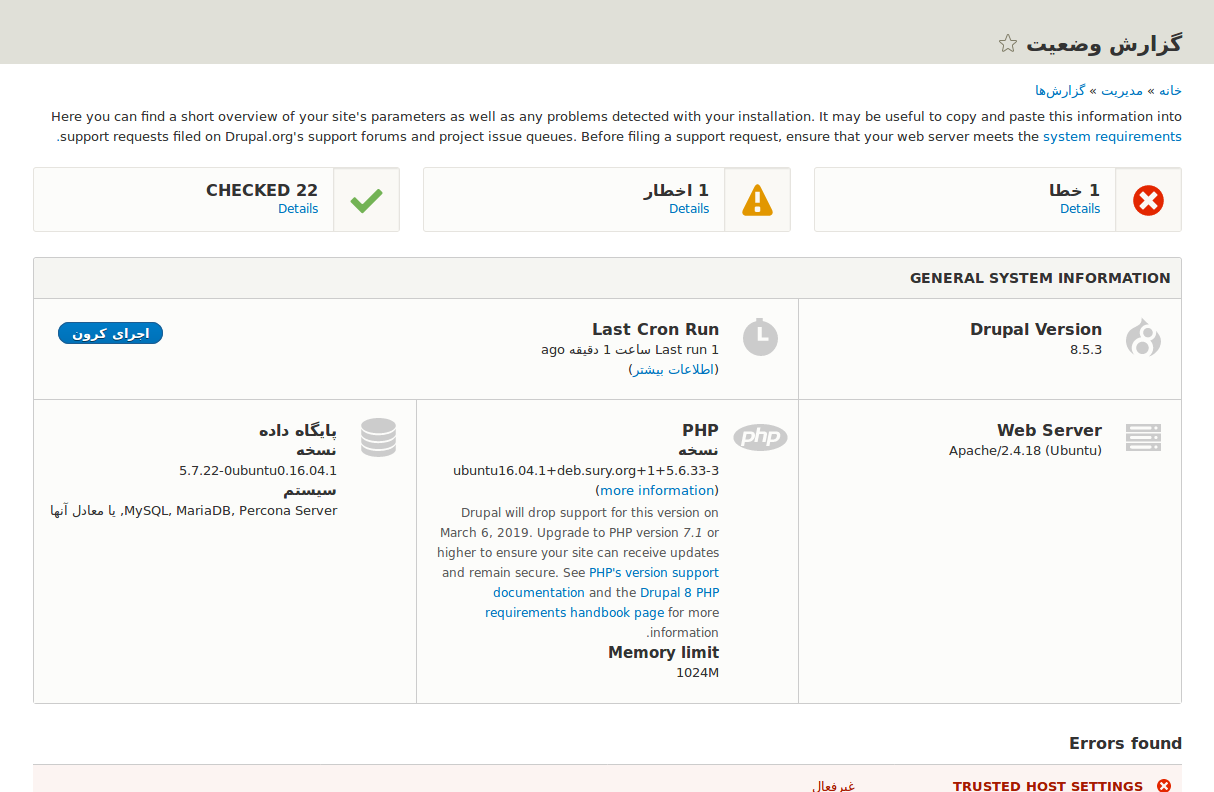 گزارش وضعیت
خانه » مدیریت » گزارش‌ها
Here you can find a short overview of your site's parameters as well as any problems detected with your installation. It may be useful to copy and paste this information into
.support requests filed on Drupal.org's support forums and project issue queues. Before filing a support request, ensure that your web server meets the system requirements
1 خطا
Details
1 اخطار
Details
CHECKED 22
Details
GENERAL SYSTEM INFORMATION
Drupal Version
8.5.3
Last Cron Run
Last run 1 ساعت 1 دقیقه ago
(اطلاعات بیشتر)
اجرای کرون
Web Server
Apache/2.4.18 (Ubuntu)
php
PHP
نسخه
ubuntu16.04.1+deb.sury.org+1+5.6.33-3
(more information)
Drupal will drop support for this version on
March 6, 2019. Upgrade to PHP version 7.1 or
higher to ensure your site can receive updates
and remain secure. See PHP's version support
documentation and the Drupal 8 PHP
requirements handbook page for more
.information
Memory limit
1024M
پایگاه داده
نسخه
5.7.22-0ubuntu0.16.04.1
سیستم
MySQL, MariaDB, Percona Server, یا معادل آنها
Errors found
TRUSTED HOST SETTINGS
غیرفعال